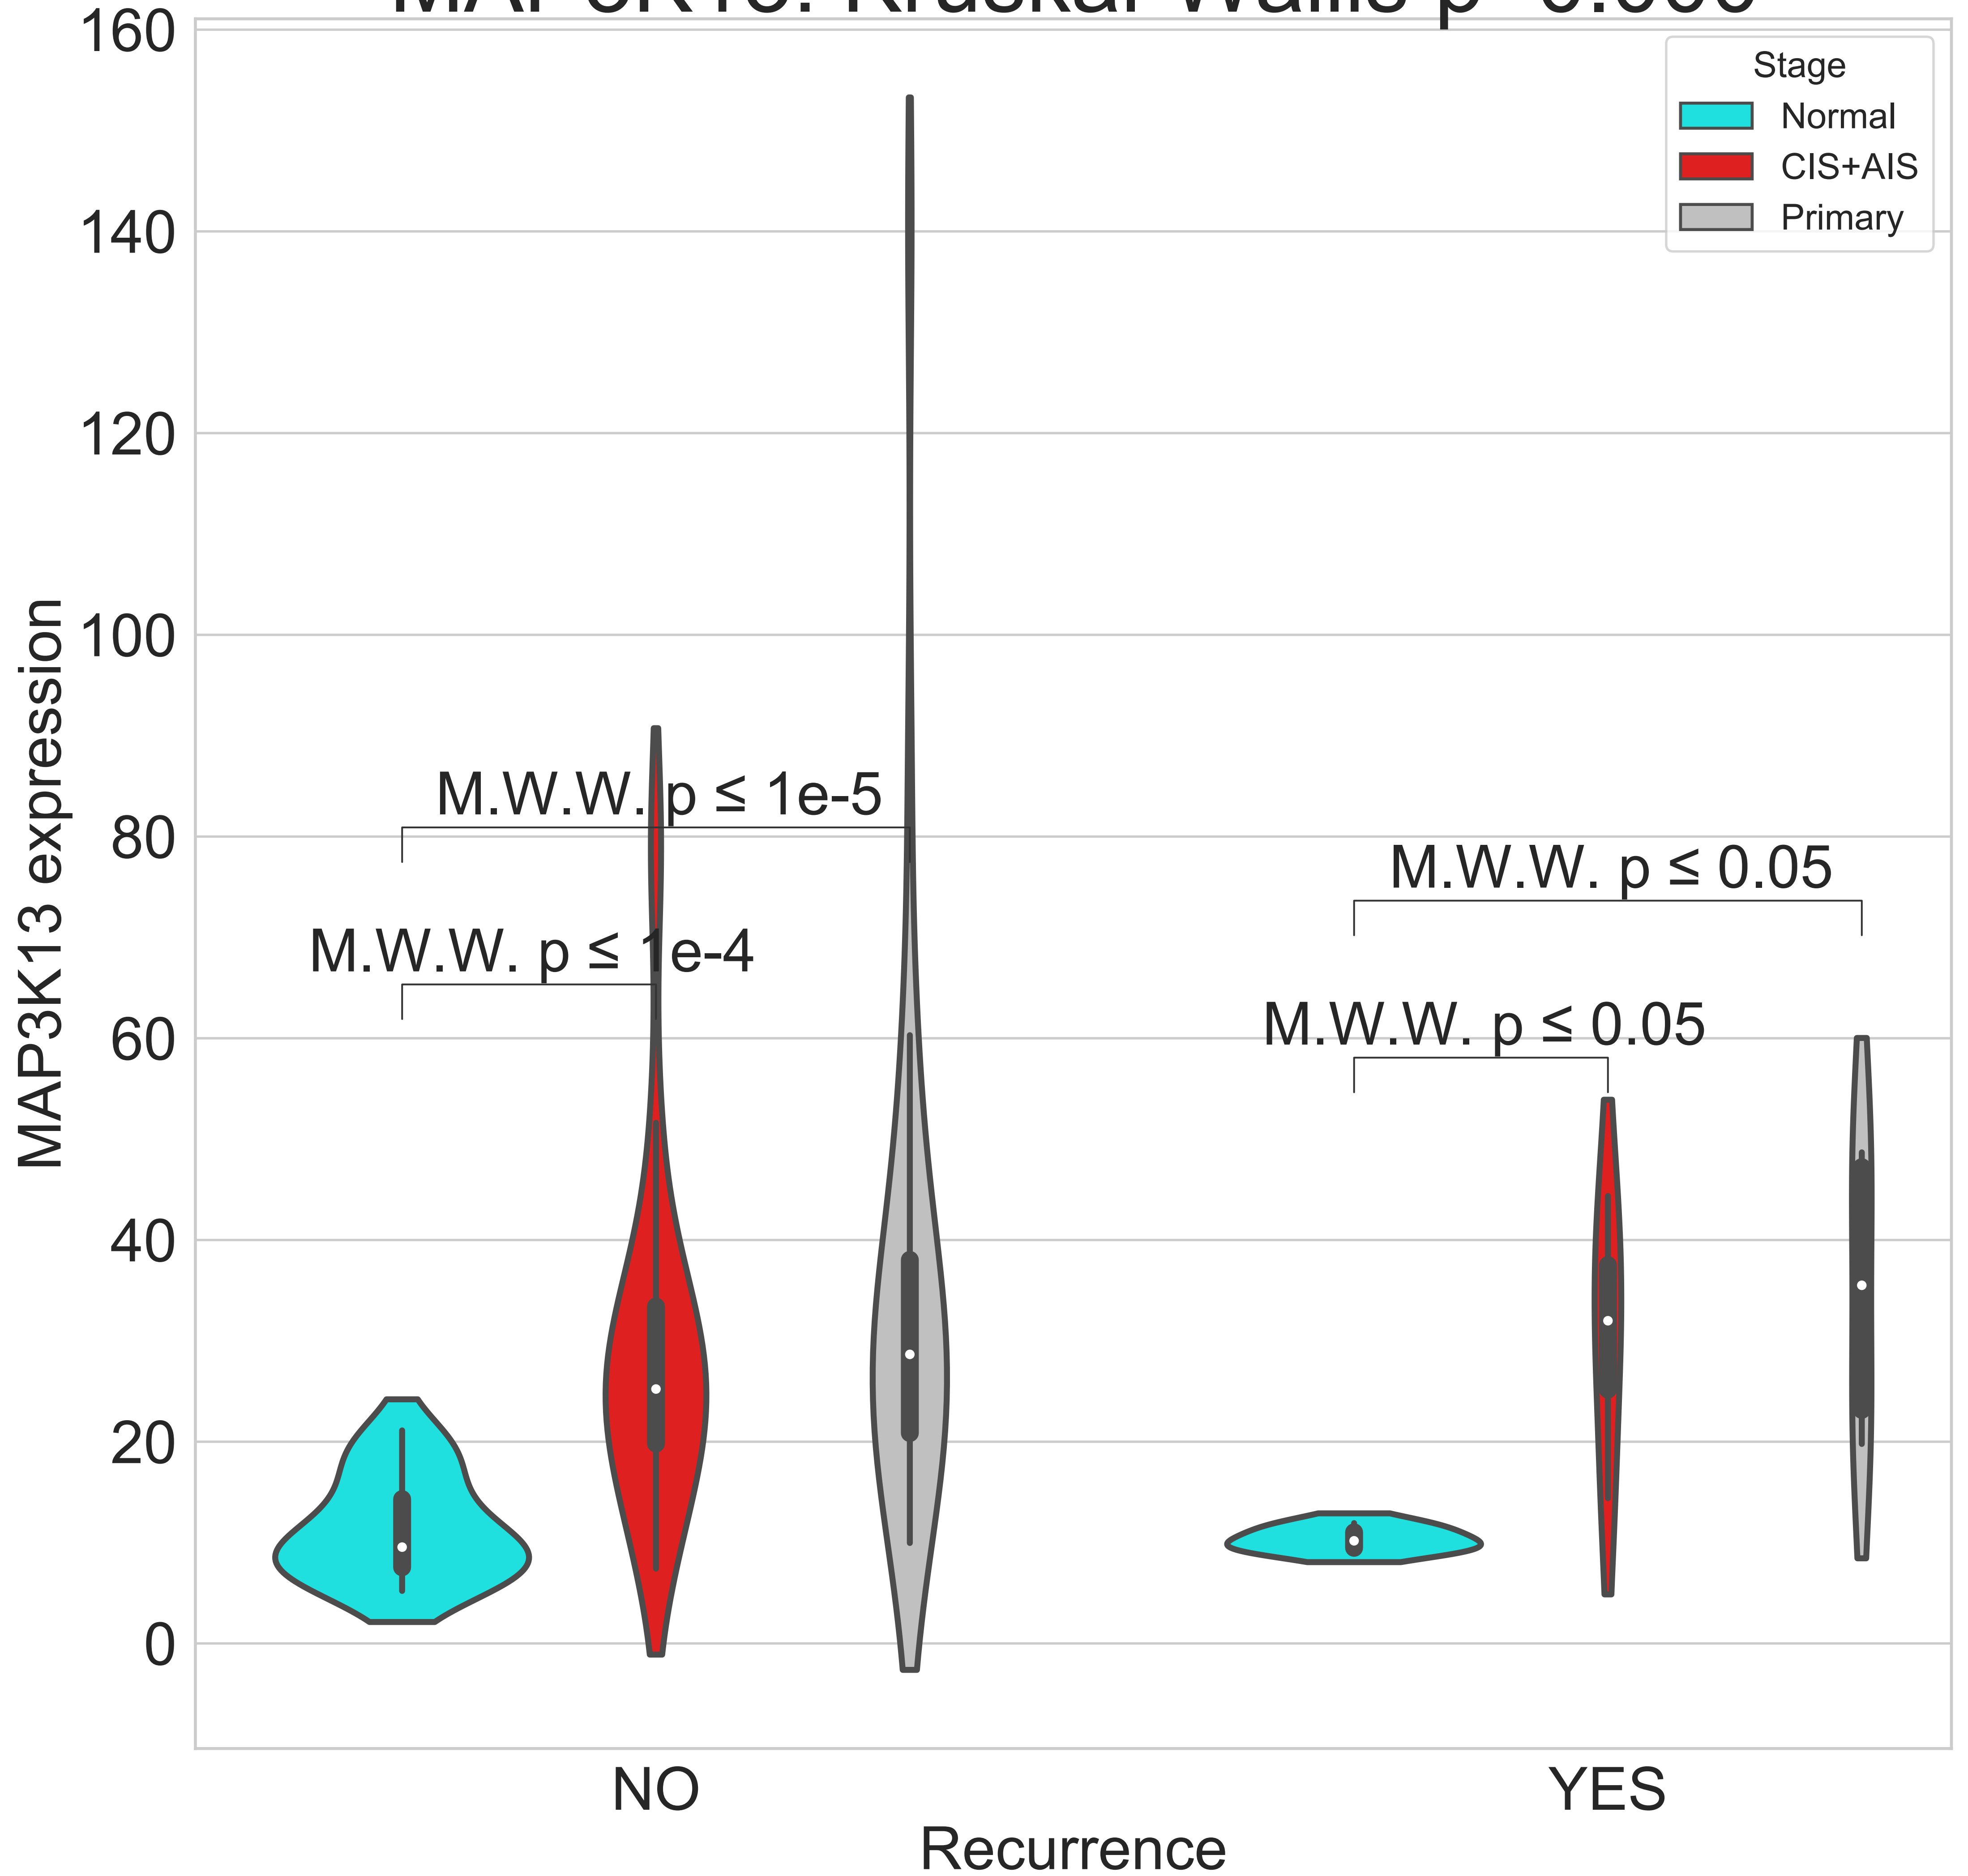 160
Stage
Normal
CIS+AIS
Primary
140
120
100
80
60
40
20
0
MAP3K13 expression
M.W.W. p ≤ 1e-5
M.W.W. p ≤ 1e-4
M.W.W. p ≤ 0.05
M.W.W. p ≤ 0.05
NO
YES
Recurrence